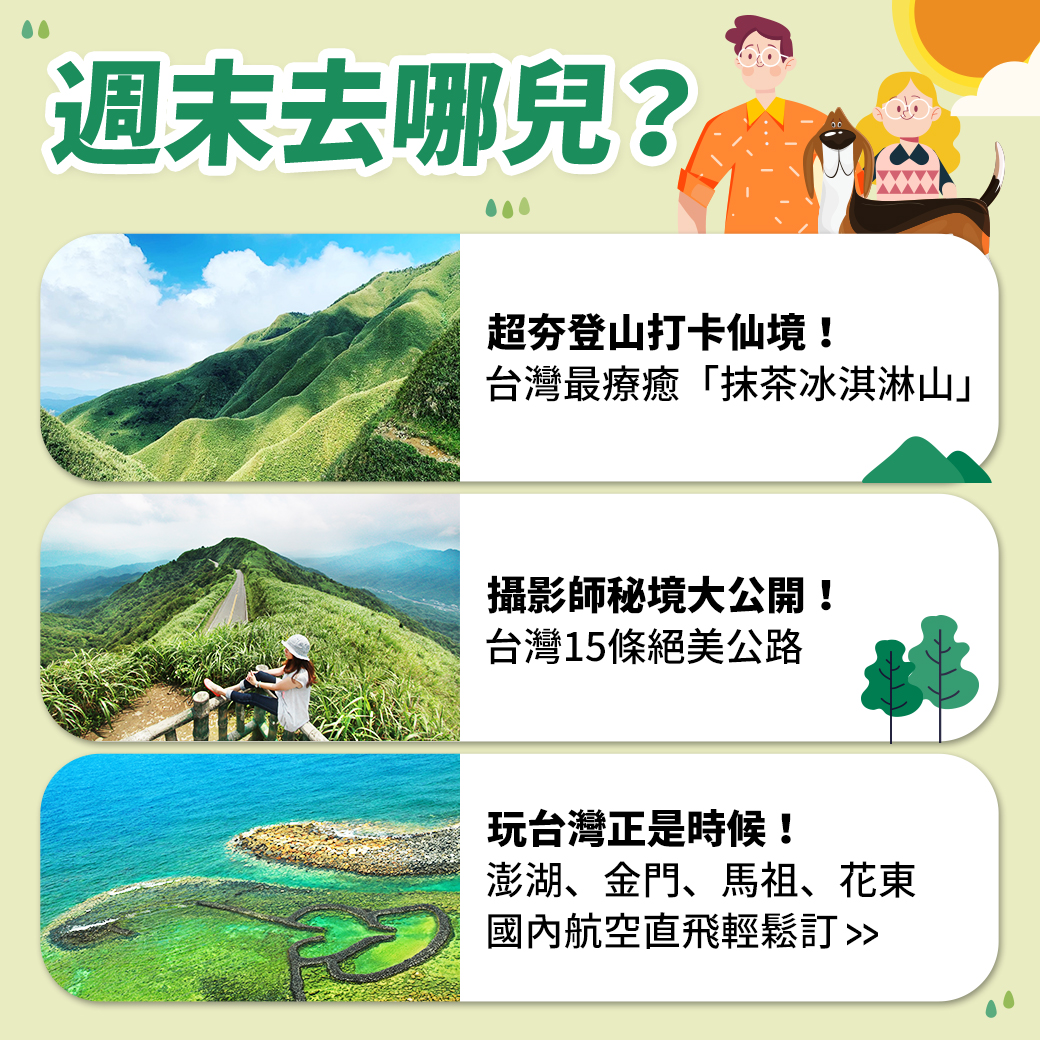 週末去哪兒？
超夯登山打卡仙境！
台灣最療癒「抹茶冰淇淋山」
攝影師秘境大公開！
台灣15條絕美公路
玩台灣正是時候！
澎湖、金門、馬祖、花東
國內航空直飛輕鬆訂 >>